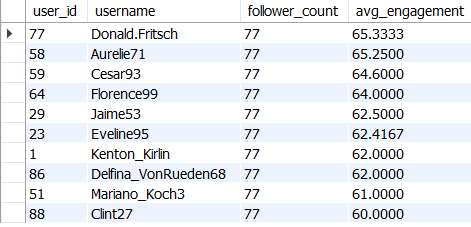 user_id username follower_count avg_engagement
77 Donald.Fritsch 77 65.3333
58 Aurelie71 77 65.2500
59 Cesar93 77 64.6000
64 Florence99 77 64.0000
29 Jaime53 77 62.5000
23 Eveline95 77 62.4167
1 Kenton_Kirlin 77 62.0000
86 Delfina_VonRueden68 77 62.0000
51 Mariano_Koch3 77 61.0000
88 Clint27 77 60.0000